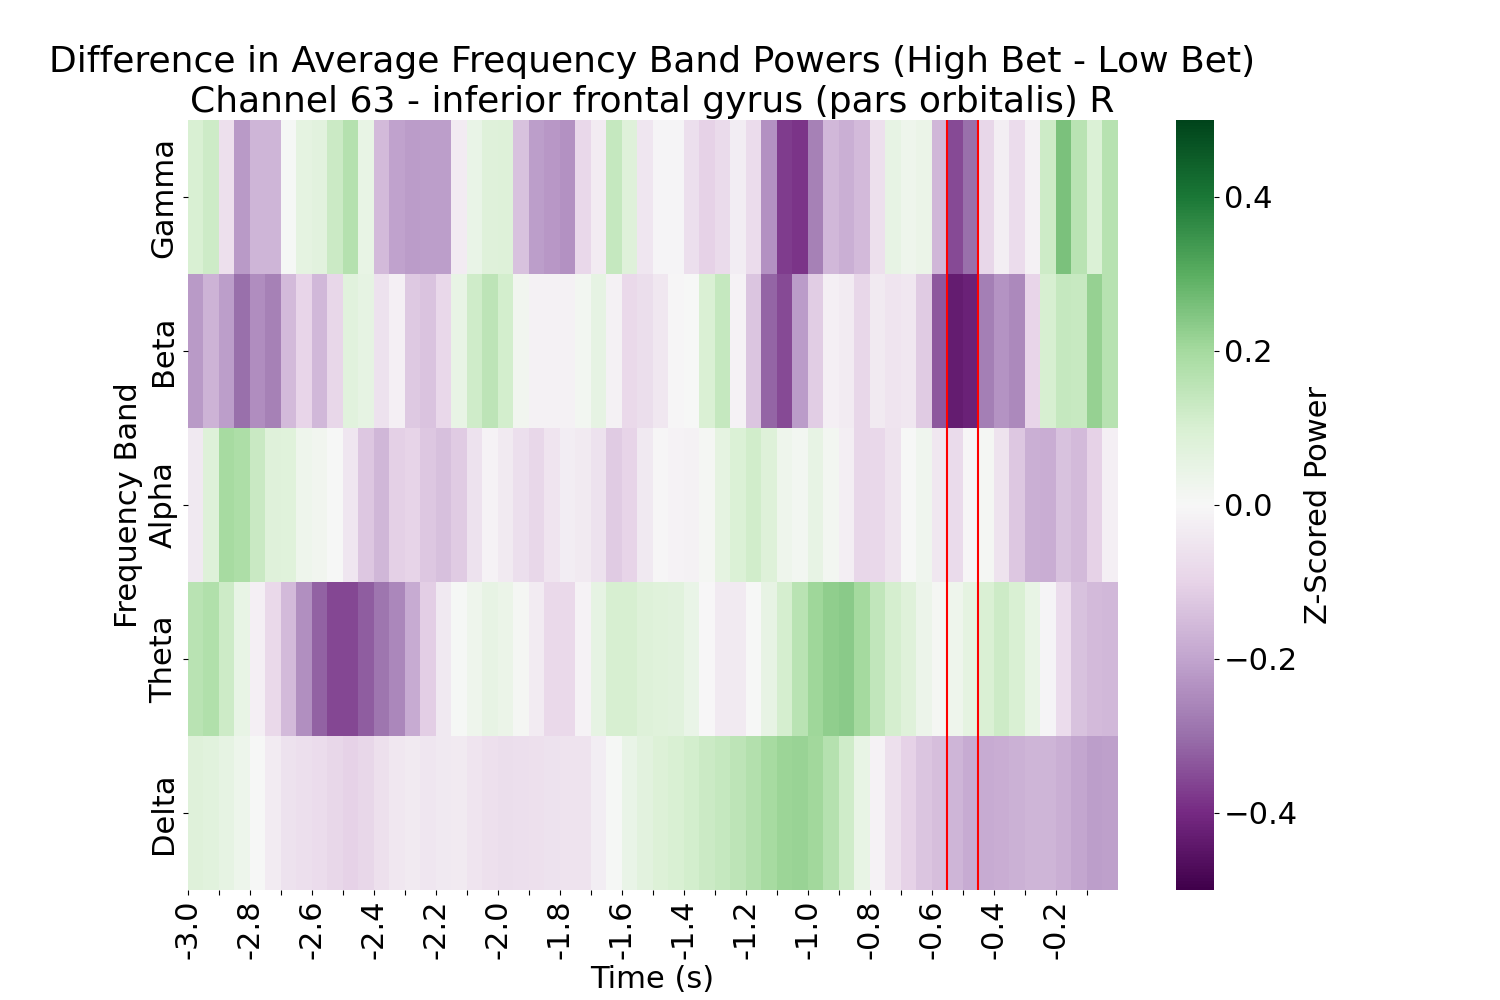 Difference in Average Frequency Band Powers (High Bet - Low Bet)
Channel 63 - inferior frontal gyrus (pars orbitalis) R
Frequency Band
Gamma
Beta
Alpha
Theta
Delta
-3.0
-2.8
-2.6
-2.4
-2.2
-2.0
-1.8
-1.6
-1.4
-1.2
-1.0
-0.8
-0.6
-0.4
-0.2
Time (s)
0.4
0.2
0.0
−0.2
−0.4
Z-Scored Power